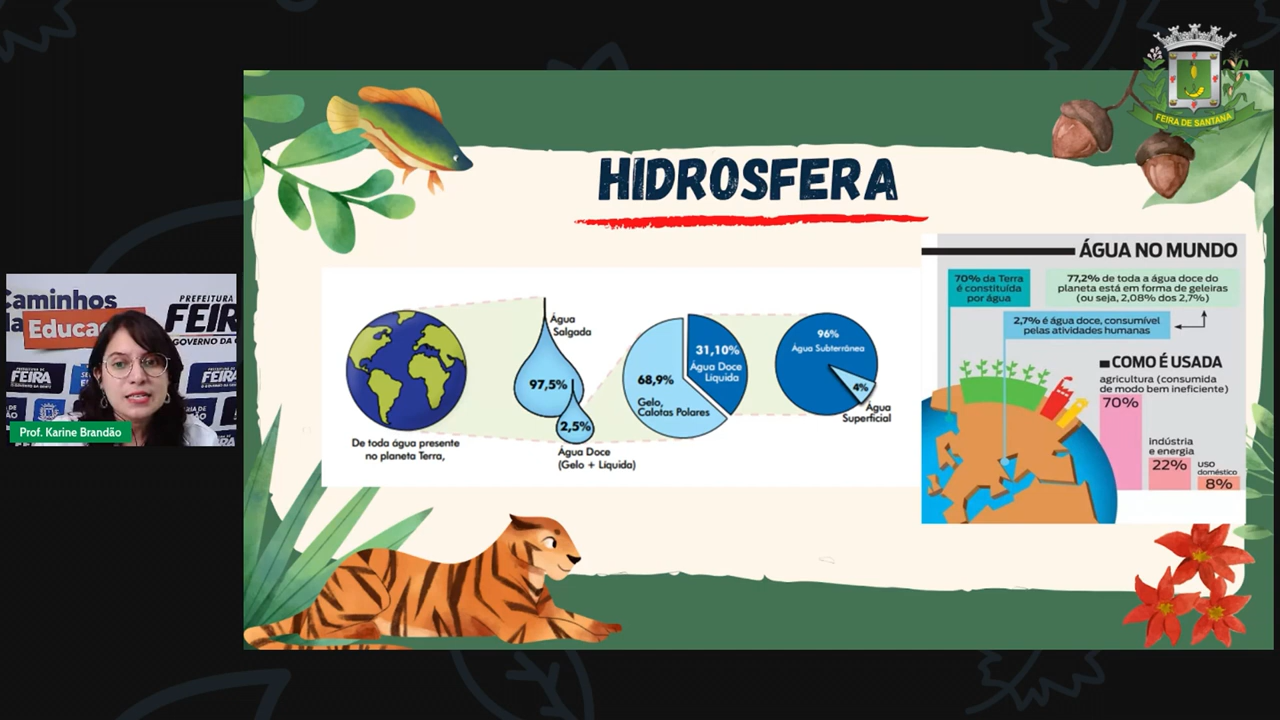 FEIRA DE SANTANA
HIDROSFERA
Água
Salgada
97,5%
2,5%
De toda água presente
no planeta Terra,
Água Doce
(Gelo + Líquida)
68,9%
Gelo,
Calotas Polares
31,10%
Água Doce
Líquida
96%
Água Subterrânea
4%
Água
Superficial
ÁGUA NO MUNDO
70% da Terra
é constituída
por água
77,2% de toda a água doce do
planeta está em forma de geleiras
(ou seja, 2,08% dos 2,7%)
2,7% é água doce, consumível
pelas atividades humanas
COMO É USADA
agricultura (consumida
de modo bem ineficiente)
70%
indústria
e energia
22%
uso
doméstico
8%
Caminhos
da
Educa
PREFEITURA
FEIR
GOVERNO DA
FEIRA
FEIRA
Prof. Karine Brandão